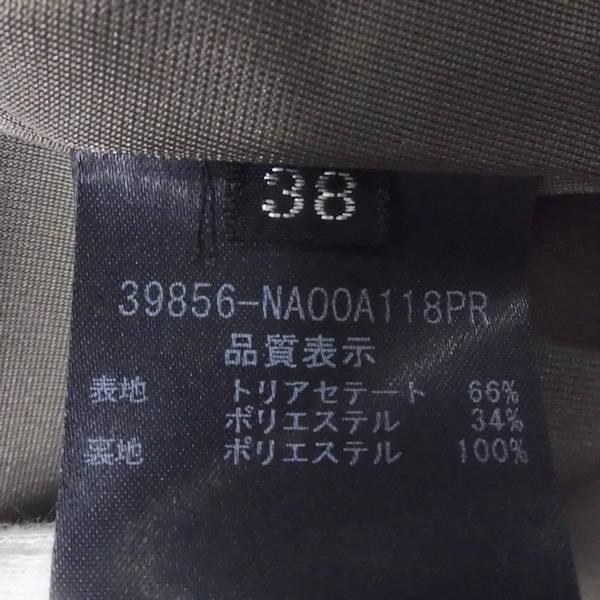 38
39856-NA00A118PR
品質表示
表地 トリアセテート 66%
ポリエステル 34%
裏地 ポリエステル 100%